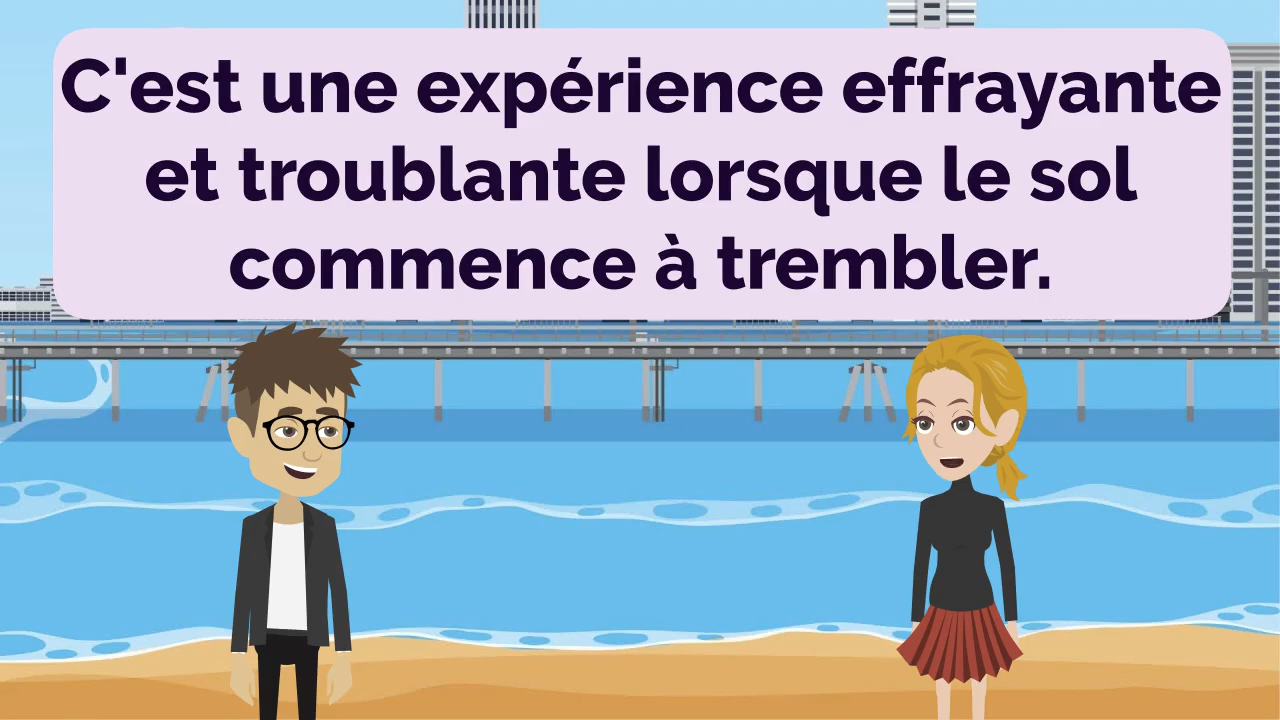 C'est une expérience effrayante
et troublante lorsque le sol
commence à trembler.